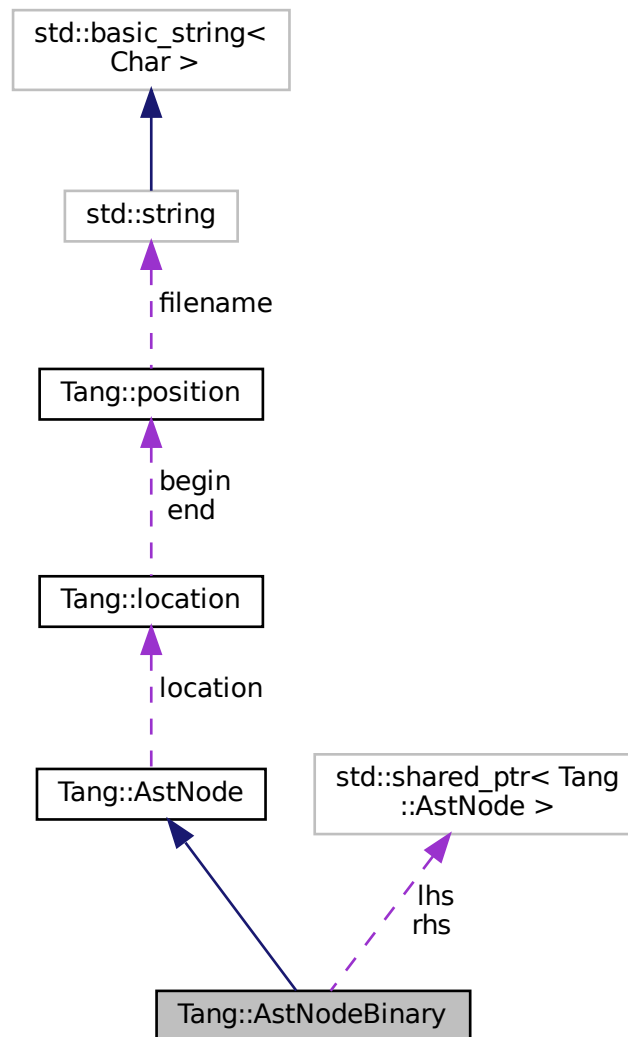 std::basic_string<
Char >
std::string
filename
Tang::position
begin
end
Tang::location
location
Tang::AstNode
std::shared_ptr< Tang
::AstNode >
lhs
rhs
Tang::AstNodeBinary